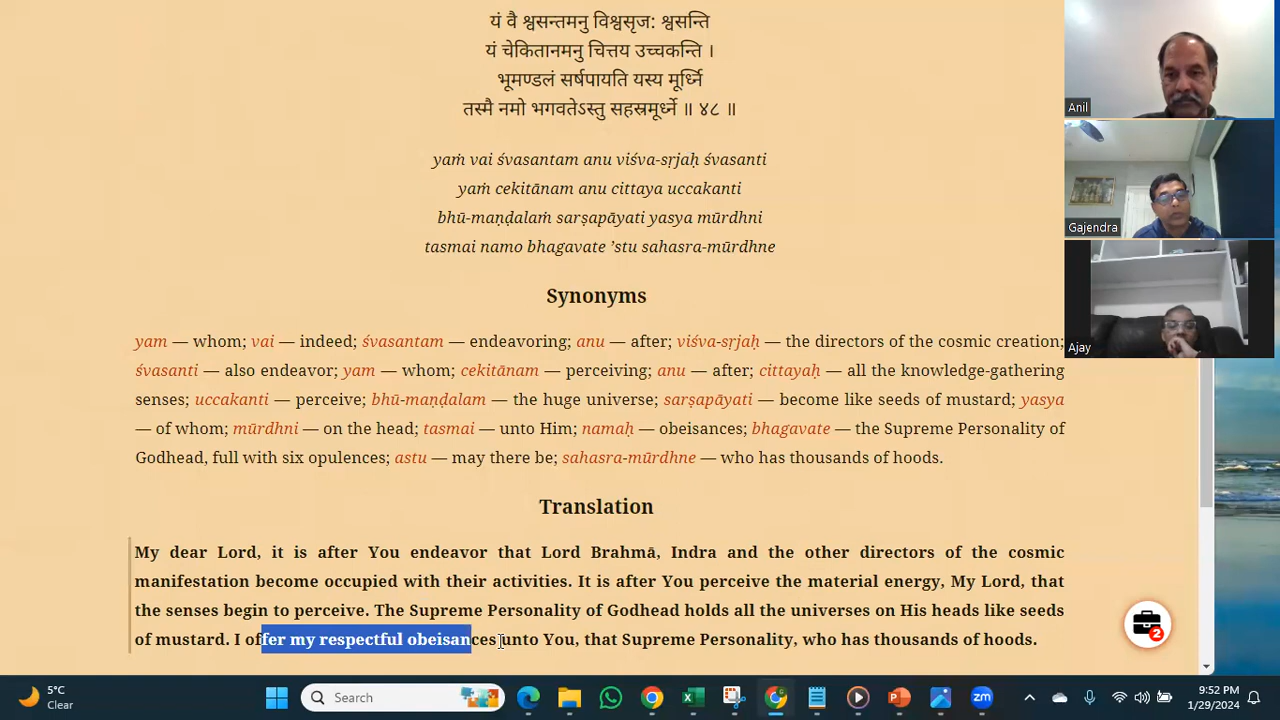 यं वै श्वसन्तमनु विश्वसृज: श्वसन्ति
यं चेकितानमनु चित्तय उच्चकन्ति ।
भूमण्डलं सर्षपायति यस्य मूर्ध्नि
तस्मै नमो भगवतेऽस्तु सहस्रमूर्ध्ने ॥ ४८ ॥
yaṁ vai śvasantam anu viśva-sṛjaḥ śvasanti
yaṁ cekitānam anu cittaya uccakanti
bhū-maṇḍalaṁ sarṣapāyati yasya mūrdhni
tasmai namo bhagavate ’stu sahasra-mūrdhne
Synonyms
yam — whom; vai — indeed; śvasantam — endeavoring; anu — after; viśva-sṛjaḥ — the directors of the cosmic creation;
śvasanti — also endeavor; yam — whom; cekitānam — perceiving; anu — after; cittayaḥ — all the knowledge-gathering
senses; uccakanti — perceive; bhū-maṇḍalam — the huge universe; sarṣapāyati — become like seeds of mustard; yasya
— of whom; mūrdhni — on the head; tasmai — unto Him; namaḥ — obeisances; bhagavate — the Supreme Personality of
Godhead, full with six opulences; astu — may there be; sahasra-mūrdhne — who has thousands of hoods.
Translation
My dear Lord, it is after You endeavor that Lord Brahmā, Indra and the other directors of the cosmic
manifestation become occupied with their activities. It is after You perceive the material energy, My Lord, that
the senses begin to perceive. The Supreme Personality of Godhead holds all the universes on His heads like seeds
of mustard. I offer my respectful obeisances unto You, that Supreme Personality, who has thousands of hoods.
Anil
Gajendra
Ajay
2
5°C
Clear
Search
zm
9:52 PM
1/29/2024